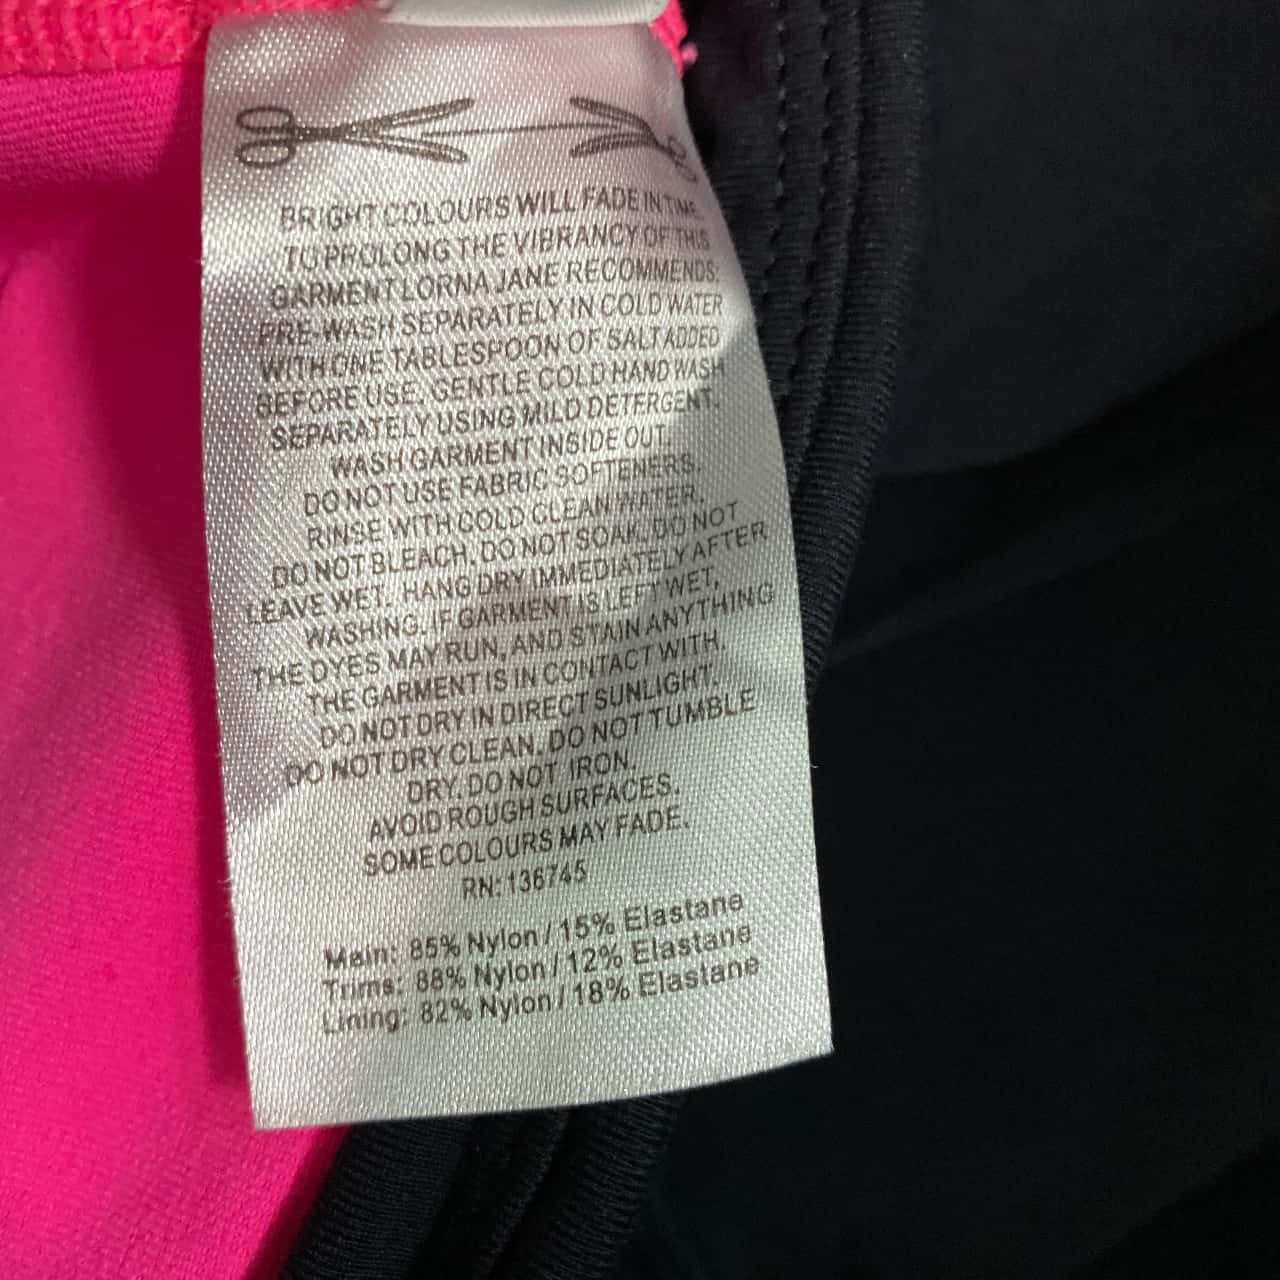 BRIGHT COLOURS WILL FADE IN TIME.
TO PROLONG THE VIBRANCY OF THIS
GARMENT LORNA JANE RECOMMENDS:
PRE-WASH SEPARATELY IN COLD WATER
WITH ONE TABLESPOON OF SALT ADDED
BEFORE USE. GENTLE COLD HAND WASH
SEPARATELY USING MILD DETERGENT.
WASH GARMENT INSIDE OUT.
DO NOT USE FABRIC SOFTENERS.
RINSE WITH COLD CLEAN WATER.
DO NOT BLEACH. DO NOT SOAK. DO NOT
LEAVE WET. HANG DRY IMMEDIATELY AFTER
WASHING. IF GARMENT IS LEFT WET,
THE DYES MAY RUN, AND STAIN ANYTHING
THE GARMENT IS IN CONTACT WITH.
DO NOT DRY IN DIRECT SUNLIGHT.
DO NOT DRY CLEAN. DO NOT TUMBLE
DRY. DO NOT IRON.
AVOID ROUGH SURFACES.
SOME COLOURS MAY FADE.
RN: 136745
Main: 85% Nylon / 15% Elastane
Trims: 88% Nylon / 12% Elastane
Lining: 82% Nylon / 18% Elastane